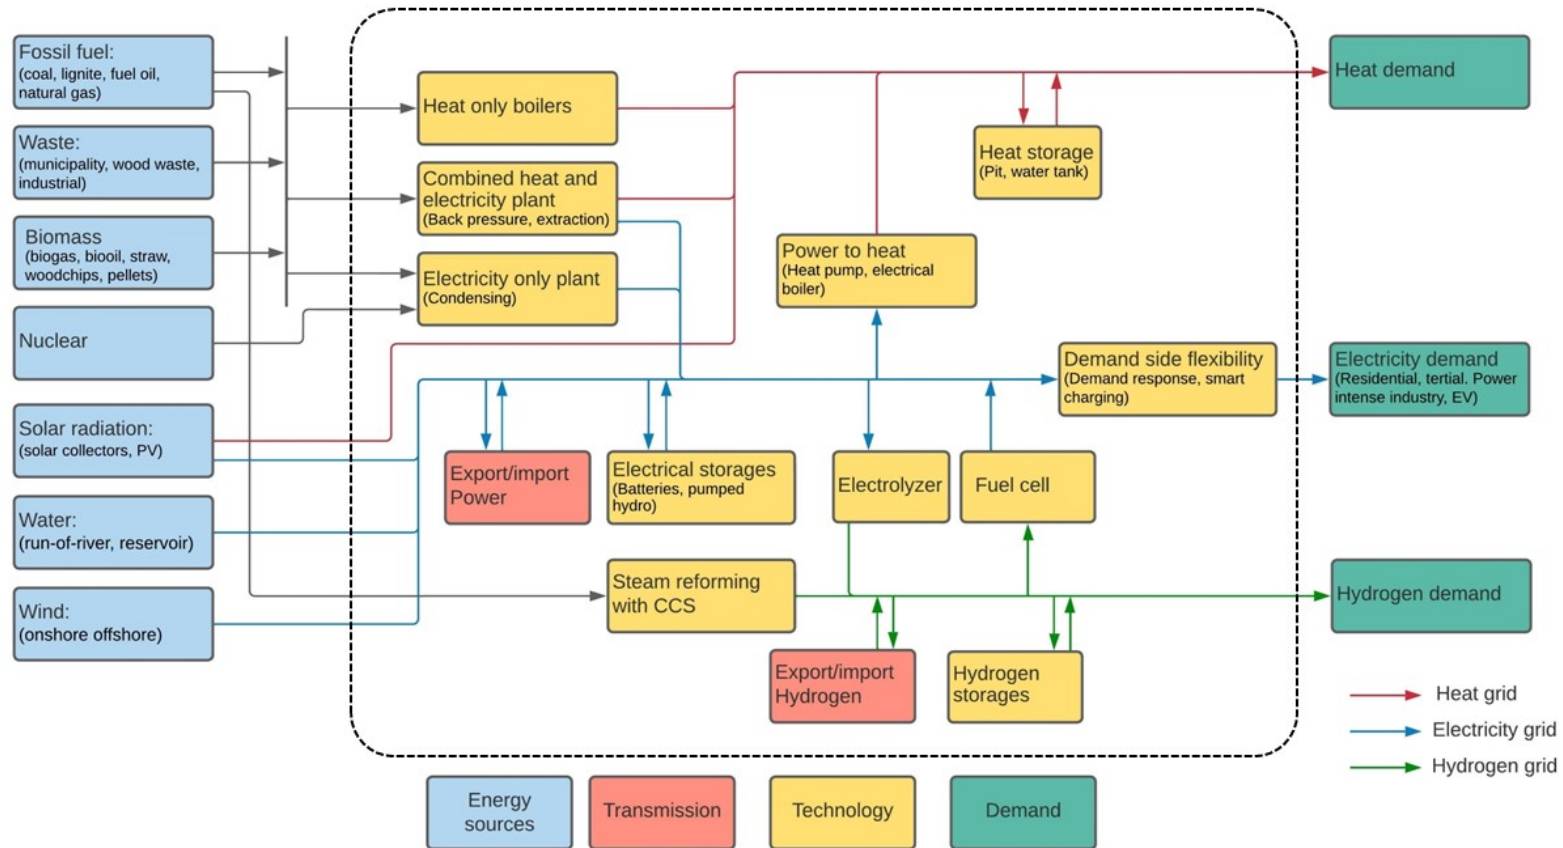 Fossil fuel:
(coal, lignite, fuel oil,
natural gas)
Waste:
(municipality, wood waste,
industrial)
Biomass
(biogas, biooil, straw,
woodchips, pellets)
Nuclear
Solar radiation:
(solar collectors, PV)
Water:
(run-of-river, reservoir)
Wind:
(onshore offshore)
Heat only boilers
Combined heat and
electricity plant
(Back pressure, extraction)
Electricity only plant
(Condensing)
Heat storage
(Pit, water tank)
Power to heat
(Heat pump, electrical
boiler)
Demand side flexibility
(Demand response, smart
charging)
Export/import
Power
Electrical storages
(Batteries, pumped
hydro)
Electrolyzer
Fuel cell
Steam reforming
with CCS
Export/import
Hydrogen
Hydrogen
storages
Heat demand
Electricity demand
(Residential, tertial. Power
intense industry, EV)
Hydrogen demand
Heat grid
Electricity grid
Hydrogen grid
Energy
sources
Transmission
Technology
Demand